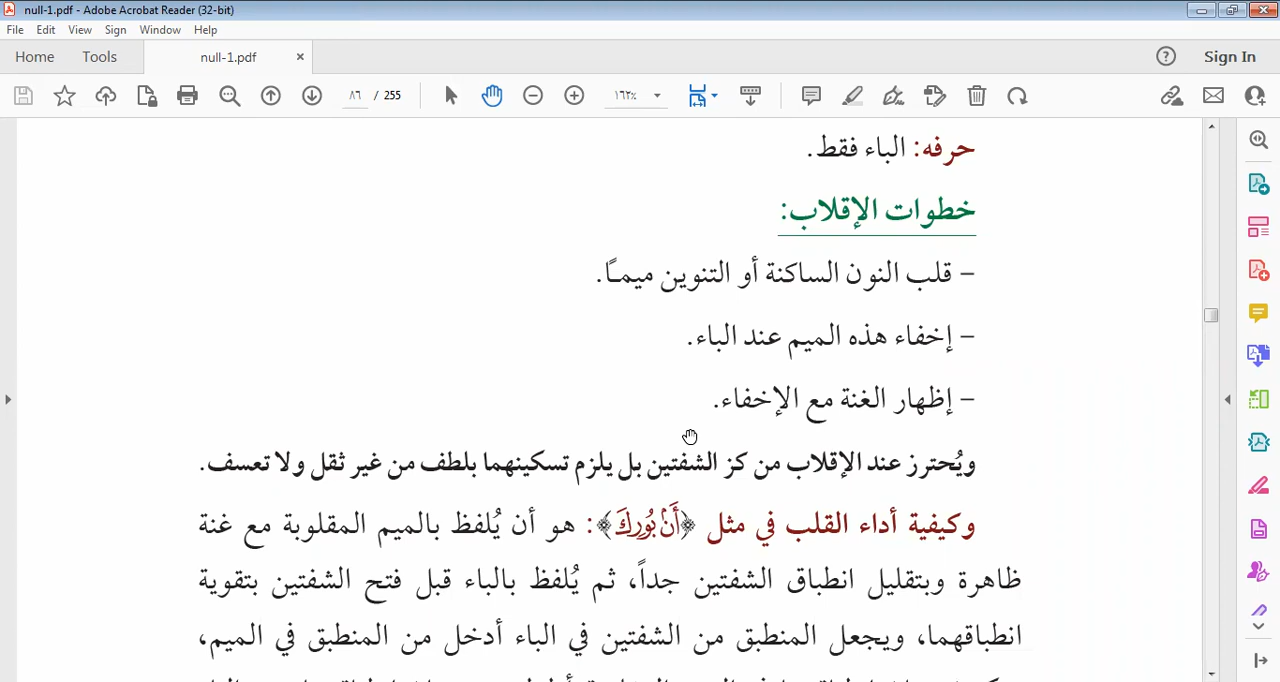 null-1.pdf - Adobe Acrobat Reader (32-bit)
File Edit View Sign Window Help
Home Tools null-1.pdf × ? Sign In
٨٦ / 255 ١٦٢%
حرفه: الباء فقط.
خطوات الإقلاب:
– قلب النون الساكنة أو التنوين ميمًا.
– إخفاء هذه الميم عند الباء.
– إظهار الغنة مع الإخفاء.
ويُحترز عند الإقلاب من كز الشفتين بل يلزم تسكينهما بلطف من غير ثقل ولا تعسف.
وكيفية أداء القلب في مثل ﴿أَنۢ بُورِكَ﴾: هو أن يُلفظ بالميم المقلوبة مع غنة
ظاهرة وبتقليل انطباق الشفتين جداً، ثم يُلفظ بالباء قبل فتح الشفتين بتقوية
انطباقهما، ويجعل المنطبق من الشفتين في الباء أدخل من المنطبق في الميم،